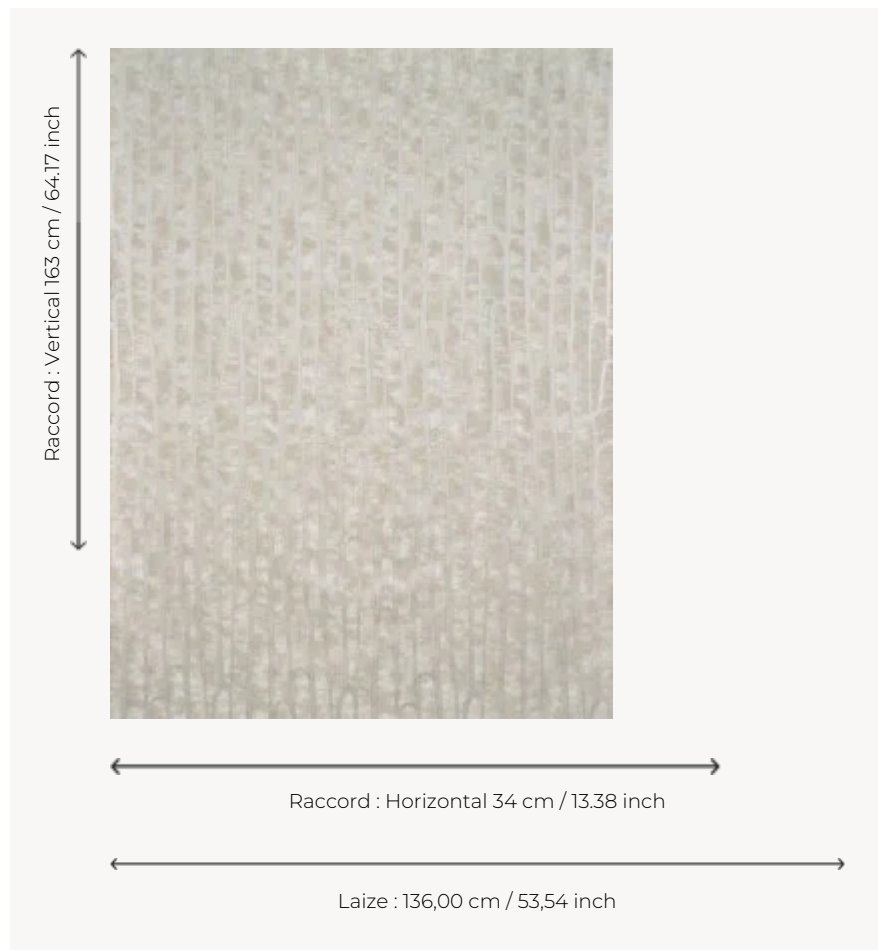 Raccord : Vertical 163 cm / 64.17 inch
Raccord : Horizontal 34 cm / 13.38 inch
Laize : 136,00 cm / 53,54 inch